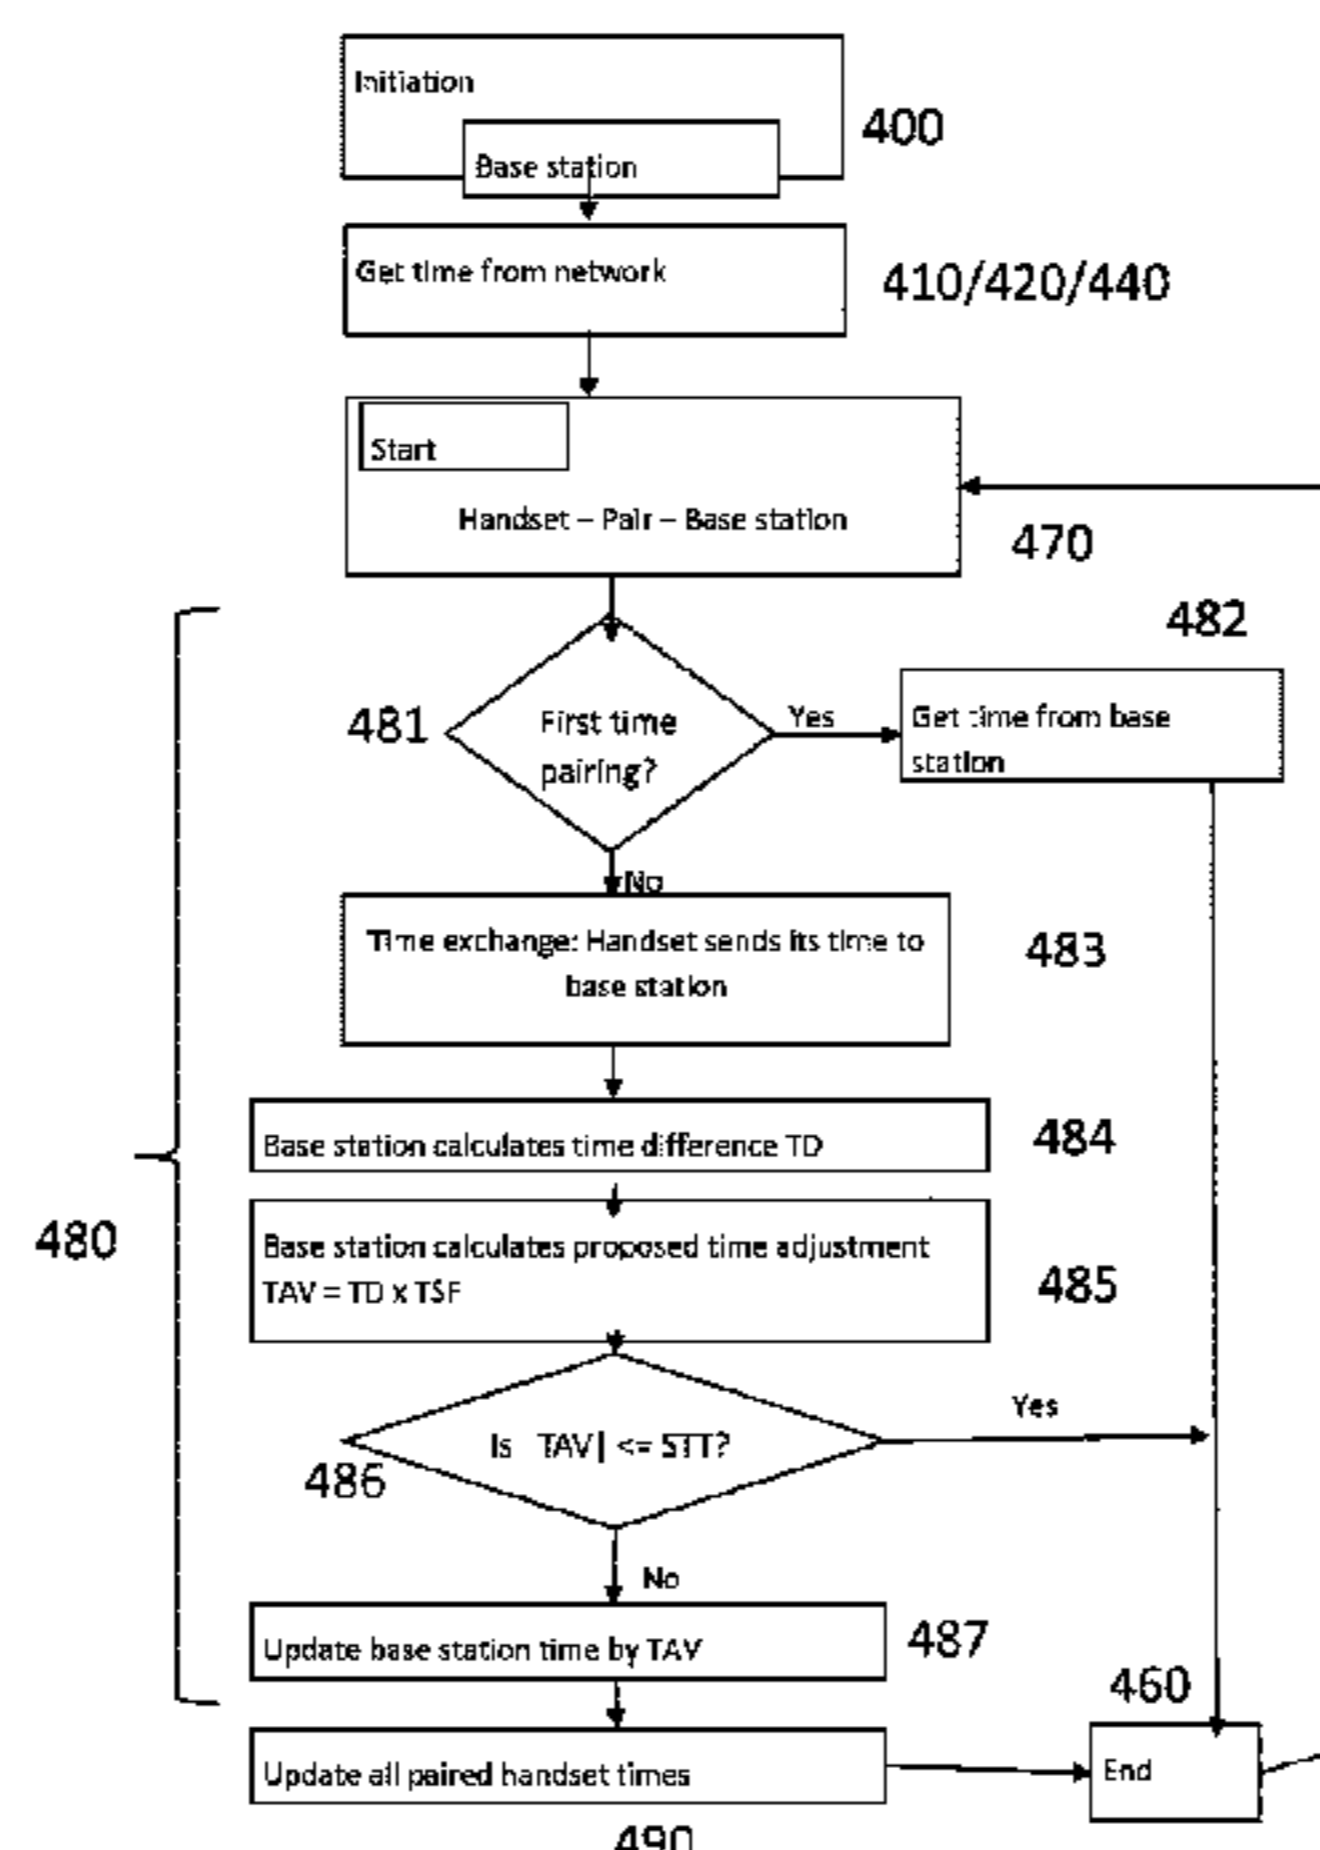 Initiation
400
Base station
Get time from network
410/420/440
Start
Handset – Pair – Base station
470
482
481
First time
pairing?
Yes
Get time from base
station
No
Time exchange: Handset sends its time to
base station
483
Base station calculates time difference TD
484
480
Base station calculates proposed time adjustment
TAV = TD x TSF
485
Yes
Is TAV| <= STT?
486
No
Update base station time by TAV
487
460
Update all paired handset times
End
490